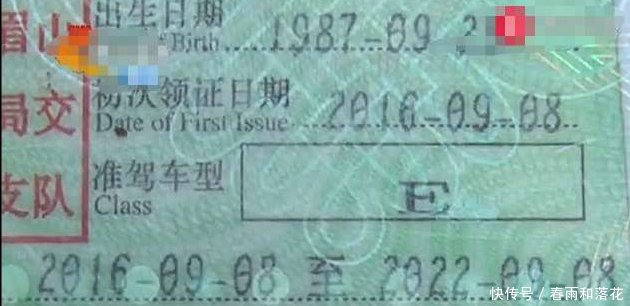 出生日期
Birth 1987-09
眉山
初次领证日期
Date of First Issue 2016-09-08
局交
准驾车型
Class E
支队
2016-09-08 至 2022-09-08
快传号 / 春雨和落花